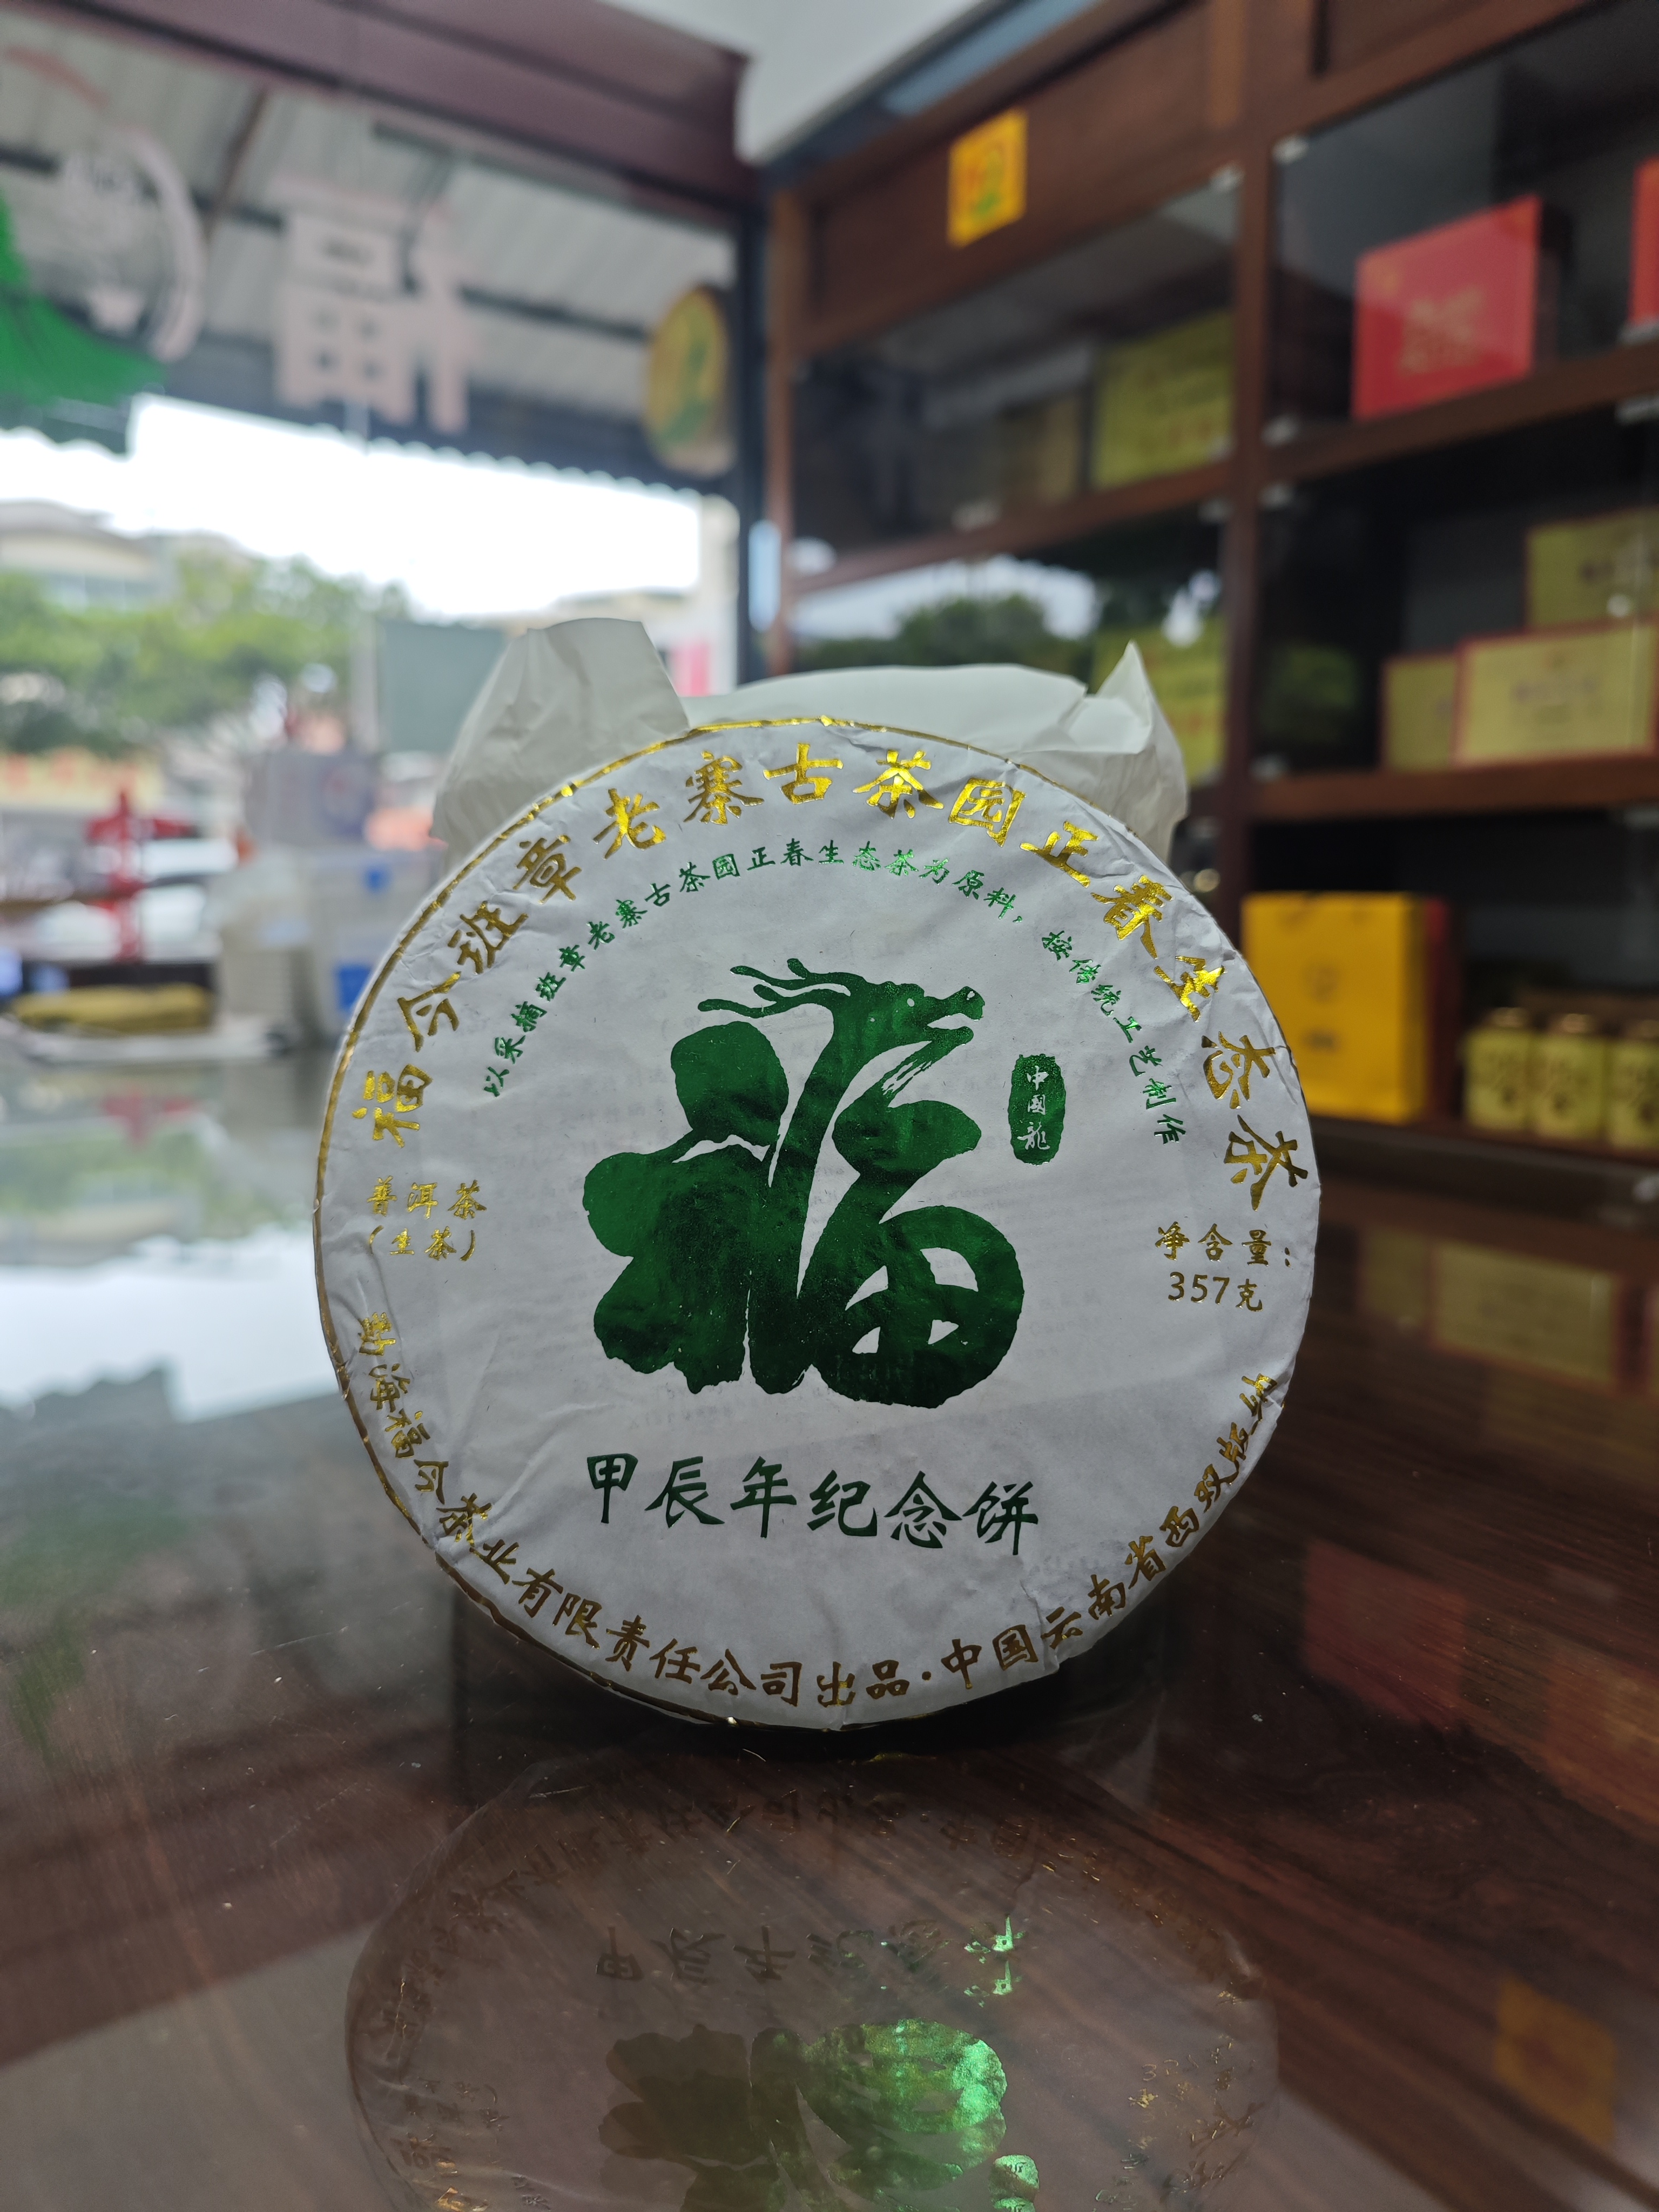 福今班章老寨古茶园正春生态茶
以采摘班章老寨古茶园正春生态茶为原料，按传统工艺制作
福
中國龍
普洱茶
（生茶）
净含量：
357克
甲辰年纪念饼
勐海福今茶业有限责任公司出品·中国云南省西双版纳